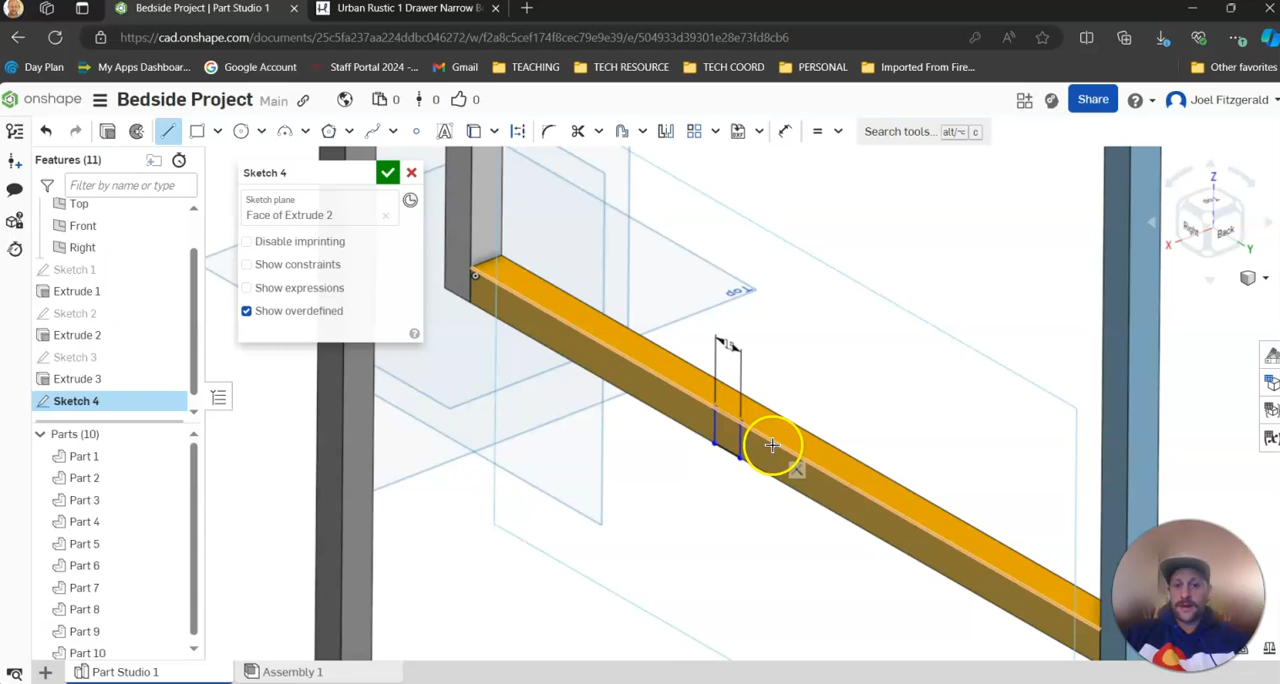 Bedside Project | Part Studio 1
Urban Rustic 1 Drawer Narrow B
https://cad.onshape.com/documents/25c5fa237aa224ddbc046272/w/f2a8c5cef174f8cec79e9e39/e/504933d39301e28e73fd8cb6
Day Plan
My Apps Dashboar...
Google Account
Staff Portal 2024 -...
Gmail
TEACHING
TECH RESOURCE
TECH COORD
PERSONAL
Imported From Fire...
Other favorites
onshape
Bedside Project
Main
0
0
0
Share
Joel Fitzgerald
Search tools...
alt/⌥
c
Features (11)
Filter by name or type
Top
Front
Right
Sketch 1
Extrude 1
Sketch 2
Extrude 2
Sketch 3
Extrude 3
Sketch 4
Parts (10)
Part 1
Part 2
Part 3
Part 4
Part 5
Part 6
Part 7
Part 8
Part 9
Part 10
Sketch 4
Sketch plane
Face of Extrude 2
Disable imprinting
Show constraints
Show expressions
Show overdefined
Top
15
Z
Right
Back
X
Y
Part Studio 1
Assembly 1